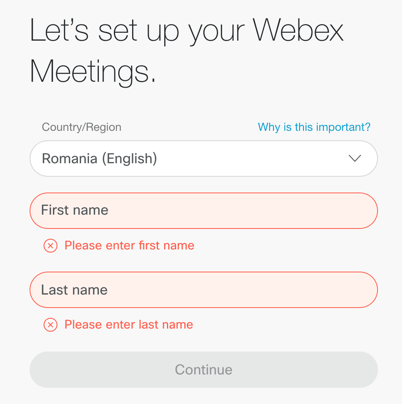 Let’s set up your Webex
Meetings.
Country/Region
Why is this important?
Romania (English)
First name
Please enter first name
Last name
Please enter last name
Continue